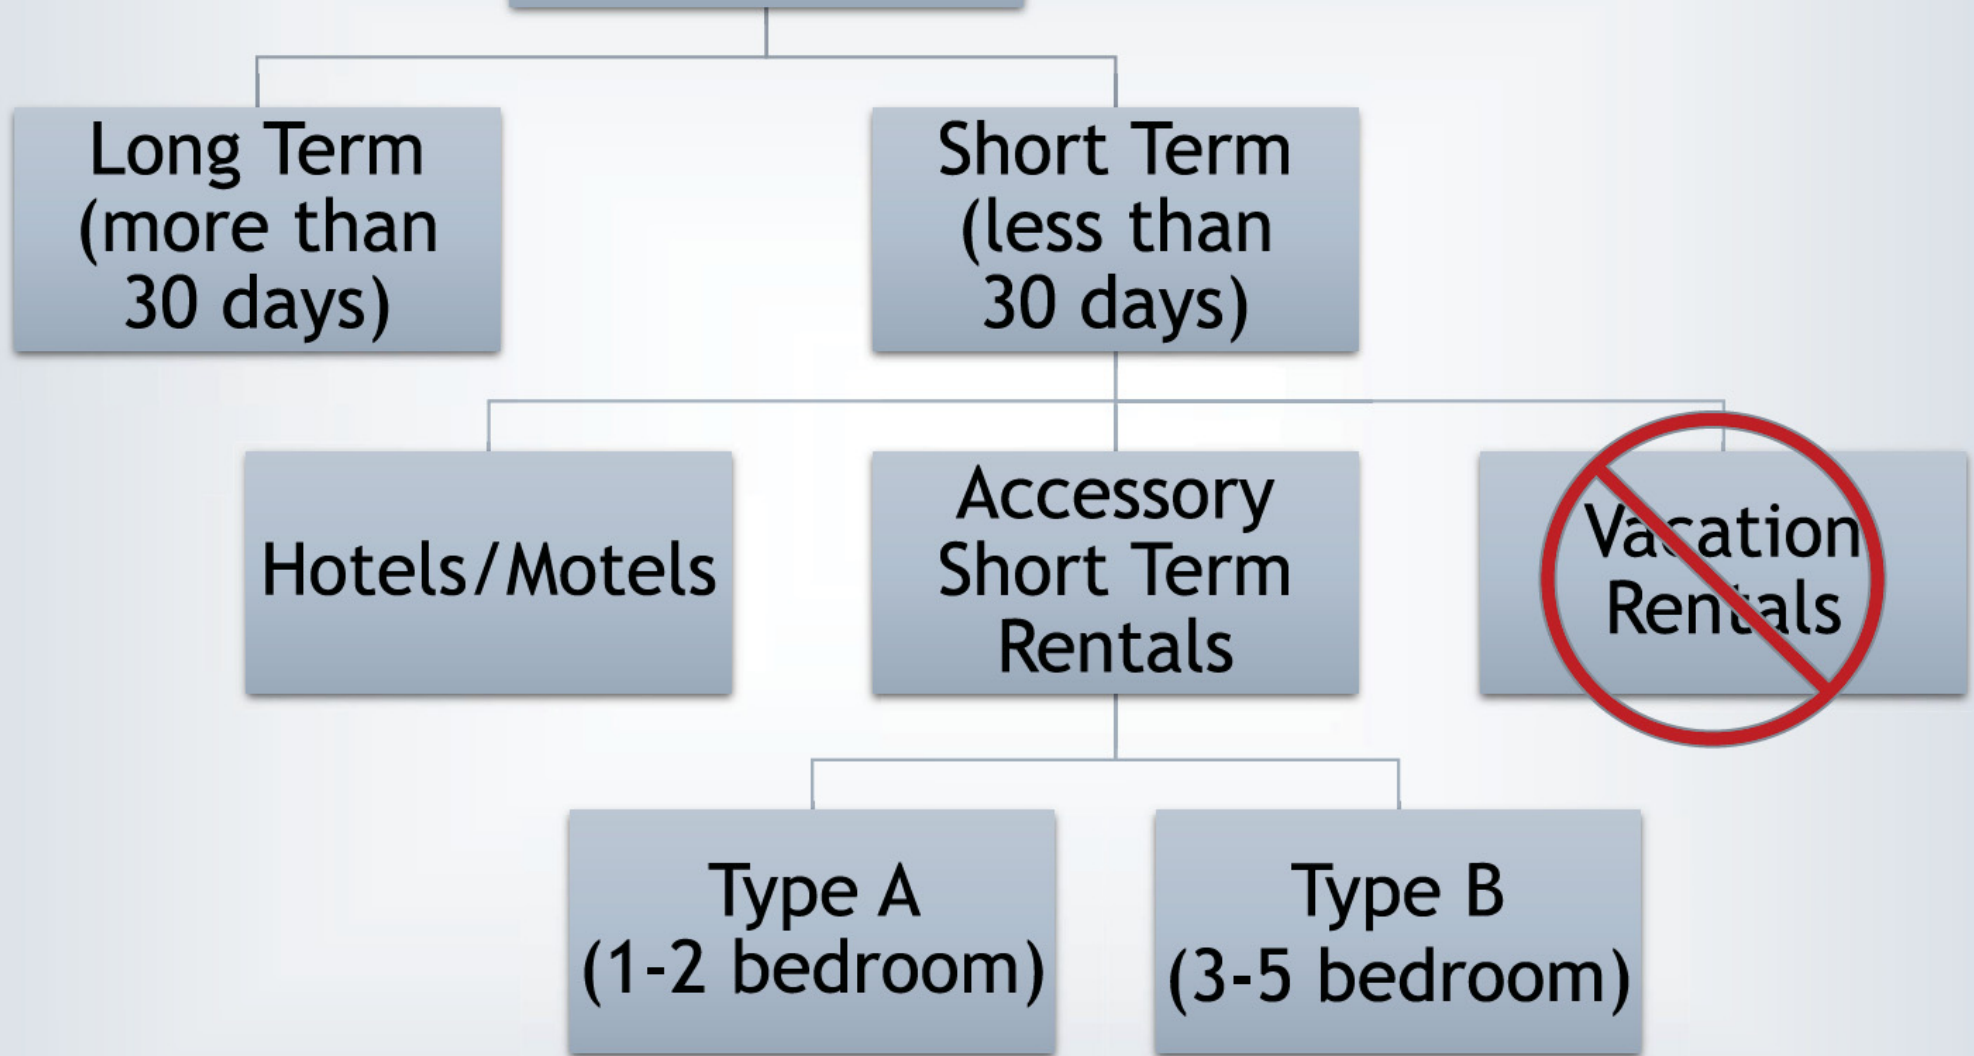 Long Term
(more than
30 days)
Short Term
(less than
30 days)
Hotels/Motels
Accessory
Short Term
Rentals
Vacation
Rentals
Type A
(1-2 bedroom)
Type B
(3-5 bedroom)